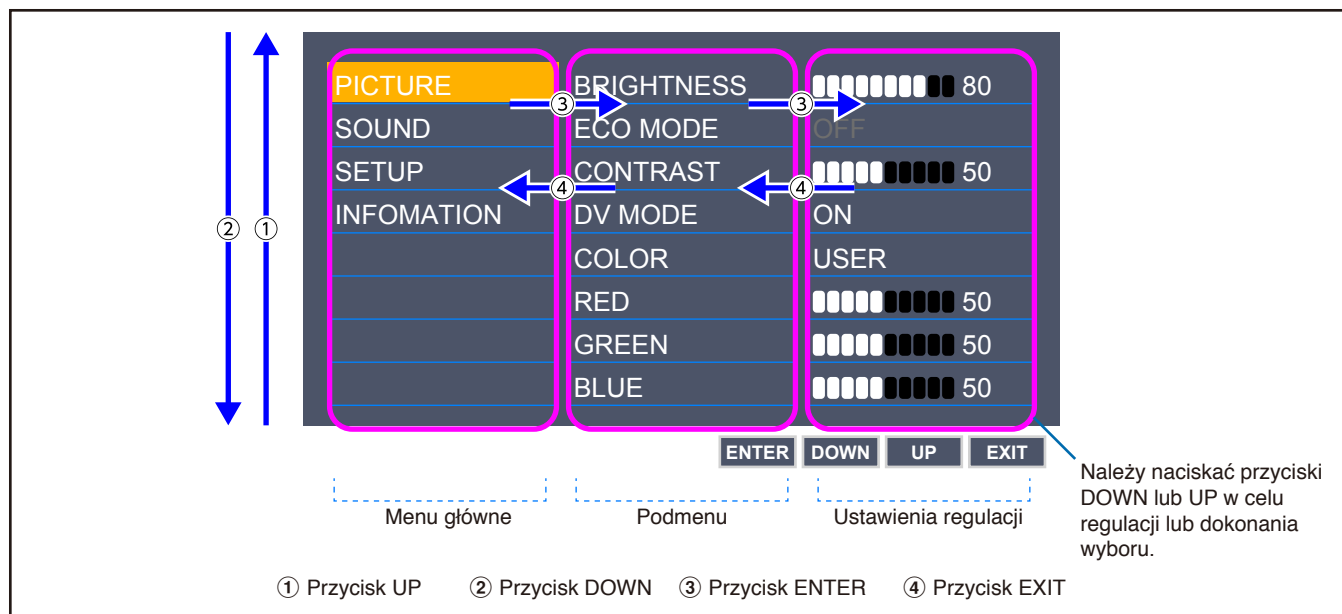 PICTURE BRIGHTNESS 80
③ ③
SOUND ECO MODE OFF
SETUP CONTRAST 50
④ ④
INFOMATION DV MODE ON
② ①
COLOR USER
RED 50
GREEN 50
BLUE 50
ENTER DOWN UP EXIT
Należy naciskać przyciski
DOWN lub UP w celu
regulacji lub dokonania
wyboru.
Menu główne Podmenu Ustawienia regulacji
① Przycisk UP ② Przycisk DOWN ③ Przycisk ENTER ④ Przycisk EXIT